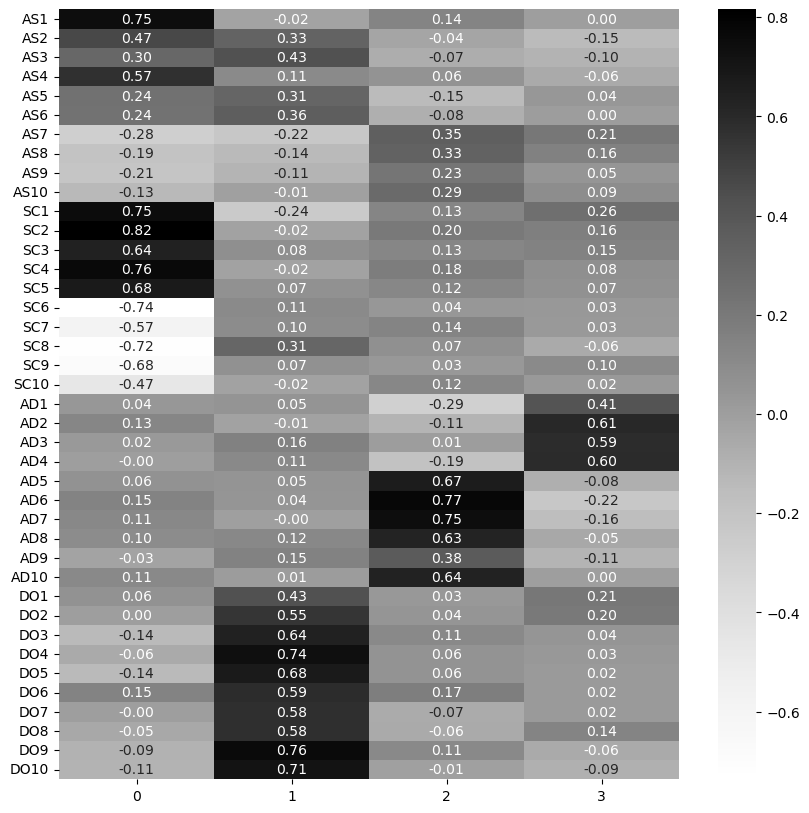 AS1 0.75 -0.02 0.14 0.00 0.8
AS2 0.47 0.33 -0.04 -0.15
AS3 0.30 0.43 -0.07 -0.10
AS4 0.57 0.11 0.06 -0.06
AS5 0.24 0.31 -0.15 0.04
AS6 0.24 0.36 -0.08 0.00 0.6
AS7 -0.28 -0.22 0.35 0.21
AS8 -0.19 -0.14 0.33 0.16
AS9 -0.21 -0.11 0.23 0.05
AS10 -0.13 -0.01 0.29 0.09
SC1 0.75 -0.24 0.13 0.26 0.4
SC2 0.82 -0.02 0.20 0.16
SC3 0.64 0.08 0.13 0.15
SC4 0.76 -0.02 0.18 0.08
SC5 0.68 0.07 0.12 0.07
SC6 -0.74 0.11 0.04 0.03 0.2
SC7 -0.57 0.10 0.14 0.03
SC8 -0.72 0.31 0.07 -0.06
SC9 -0.68 0.07 0.03 0.10
SC10 -0.47 -0.02 0.12 0.02
AD1 0.04 0.05 -0.29 0.41
AD2 0.13 -0.01 -0.11 0.61 0.0
AD3 0.02 0.16 0.01 0.59
AD4 -0.00 0.11 -0.19 0.60
AD5 0.06 0.05 0.67 -0.08
AD6 0.15 0.04 0.77 -0.22
AD7 0.11 -0.00 0.75 -0.16 −0.2
AD8 0.10 0.12 0.63 -0.05
AD9 -0.03 0.15 0.38 -0.11
AD10 0.11 0.01 0.64 0.00
DO1 0.06 0.43 0.03 0.21
DO2 0.00 0.55 0.04 0.20 −0.4
DO3 -0.14 0.64 0.11 0.04
DO4 -0.06 0.74 0.06 0.03
DO5 -0.14 0.68 0.06 0.02
DO6 0.15 0.59 0.17 0.02
DO7 -0.00 0.58 -0.07 0.02 −0.6
DO8 -0.05 0.58 -0.06 0.14
DO9 -0.09 0.76 0.11 -0.06
DO10 -0.11 0.71 -0.01 -0.09
0 1 2 3